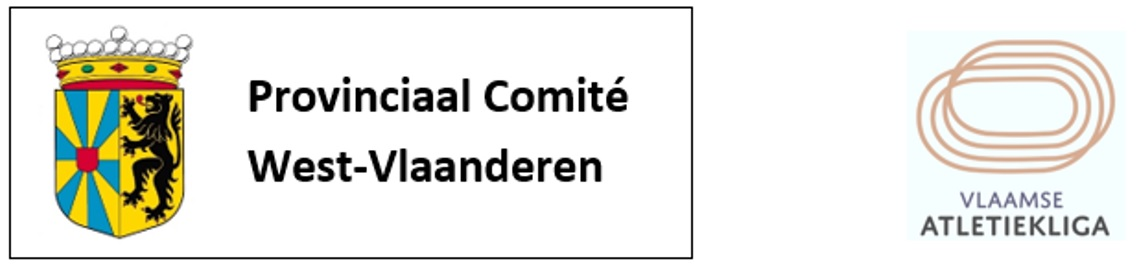 Provinciaal Comité
West-Vlaanderen
VLAAMSE
ATLETIEKLIGA